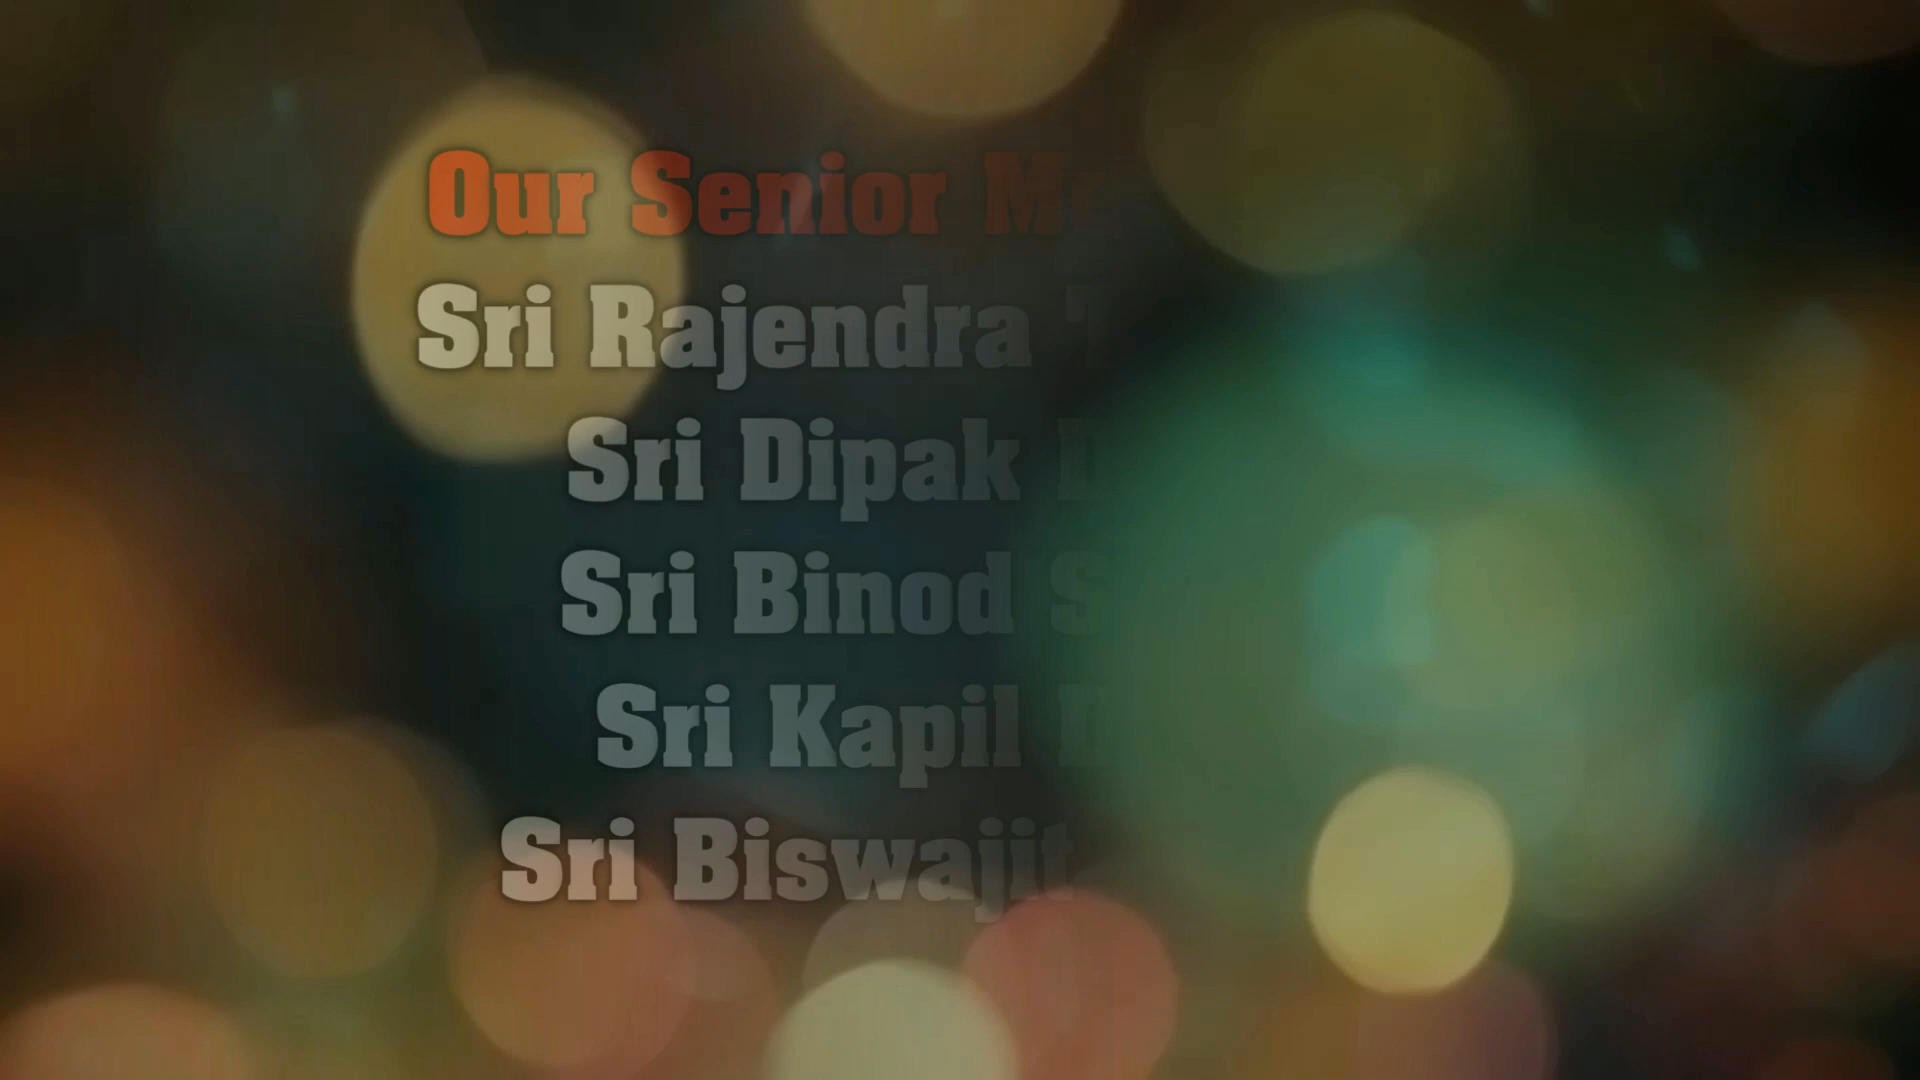 Our Senior
Sri Rajendra
Sri Dipak
Sri Binod
Sri Kapil
Sri Biswajit